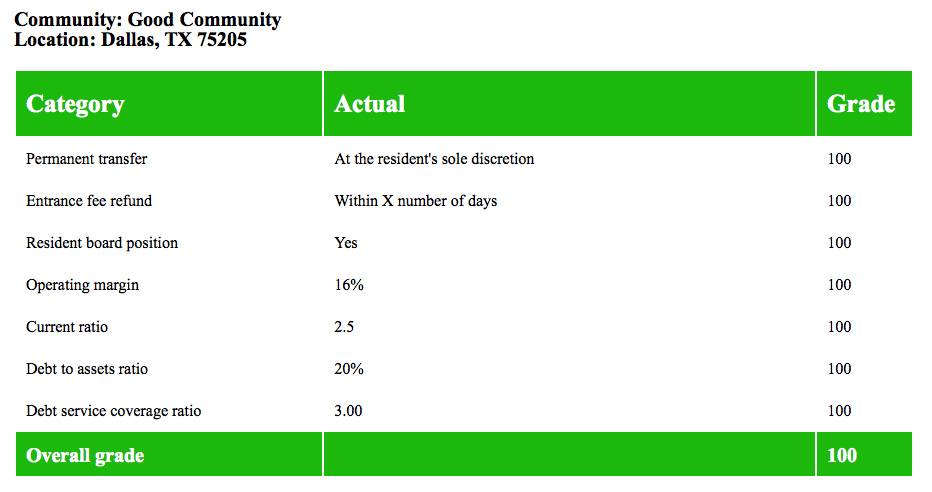 Community: Good Community
Location: Dallas, TX 75205
Category Actual Grade
Permanent transfer At the resident's sole discretion 100
Entrance fee refund Within X number of days 100
Resident board position Yes 100
Operating margin 16% 100
Current ratio 2.5 100
Debt to assets ratio 20% 100
Debt service coverage ratio 3.00 100
Overall grade 100